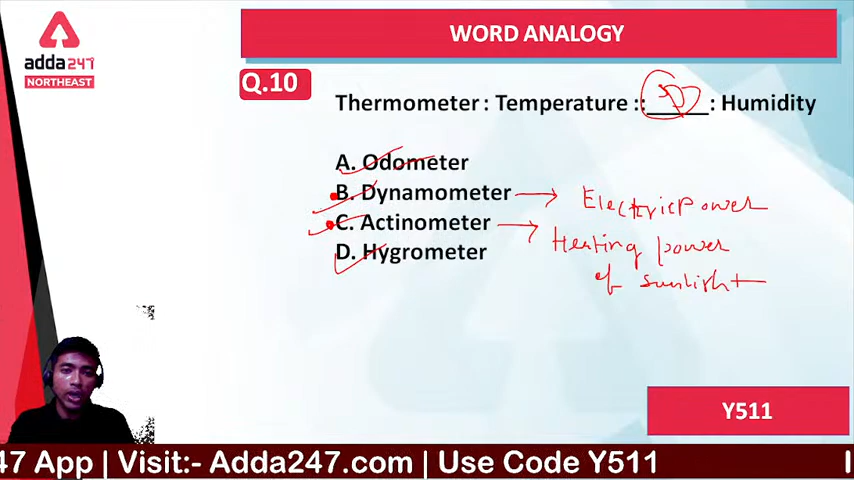 WORD ANALOGY
adda247
NORTHEAST
Q.10
Thermometer : Temperature :: : Humidity
A. Odometer
B. Dynamometer → Electric Power
C. Actinometer → Heating power
of sunlight
D. Hygrometer
Y511
47 App | Visit:- Adda247.com | Use Code Y511